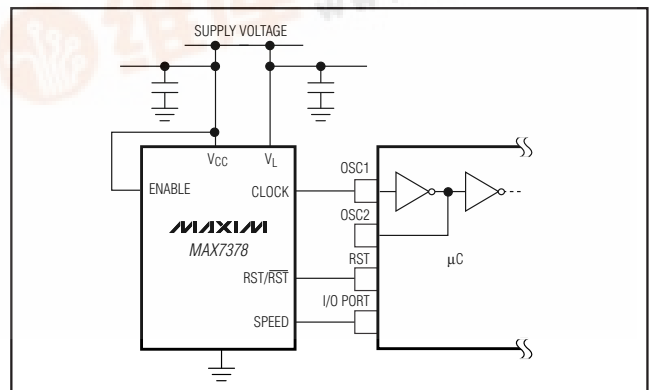 SUPPLY VOLTAGE
VCC
VL
ENABLE
CLOCK
MAXIM
MAX7378
RST/RST
SPEED
OSC1
OSC2
RST
I/O PORT
μC